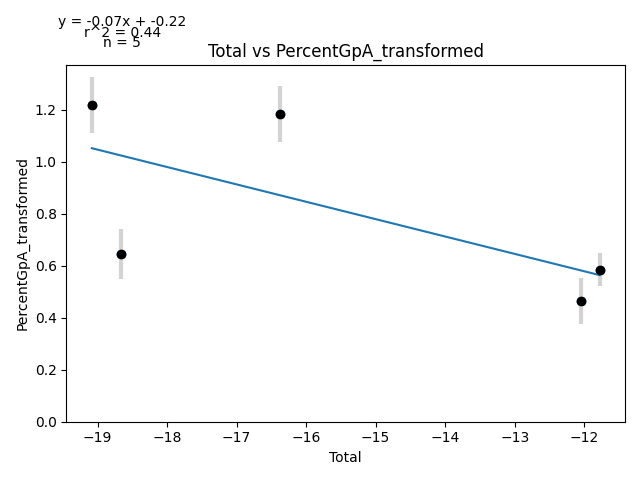 y = -0.07x + -0.22
r^2 = 0.44
n = 5
Total vs PercentGpA_transformed
PercentGpA_transformed
1.2
1.0
0.8
0.6
0.4
0.2
0.0
−19
−18
−17
−16
−15
−14
−13
−12
Total